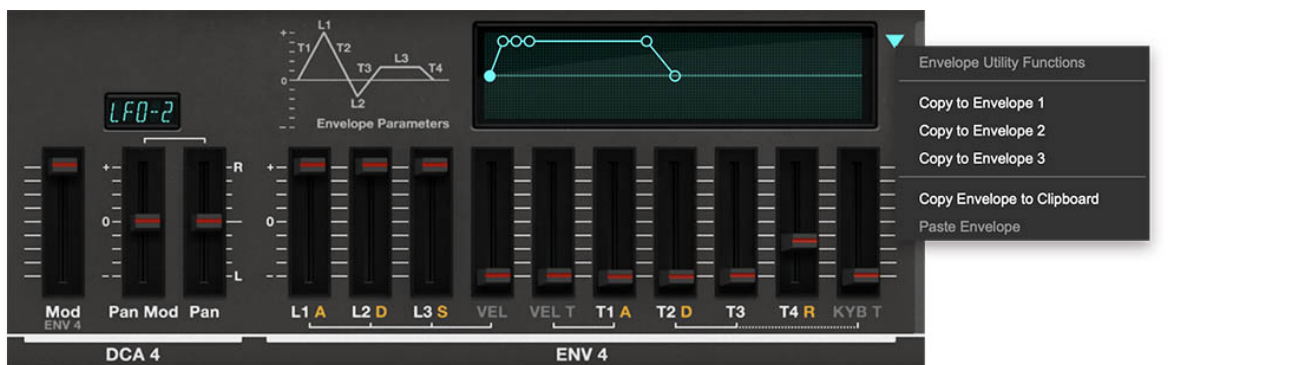 L1
+
T1
T2
L3
T3
T4
0
L2
-
Envelope Parameters
LFO-2
Envelope Utility Functions
Copy to Envelope 1
Copy to Envelope 2
Copy to Envelope 3
Copy Envelope to Clipboard
Paste Envelope
+ R +
0 0
- L -
Mod Pan Mod Pan L1 A L2 D L3 S VEL VEL T T1 A T2 D T3 T4 R KYB T
ENV 4
DCA 4 ENV 4